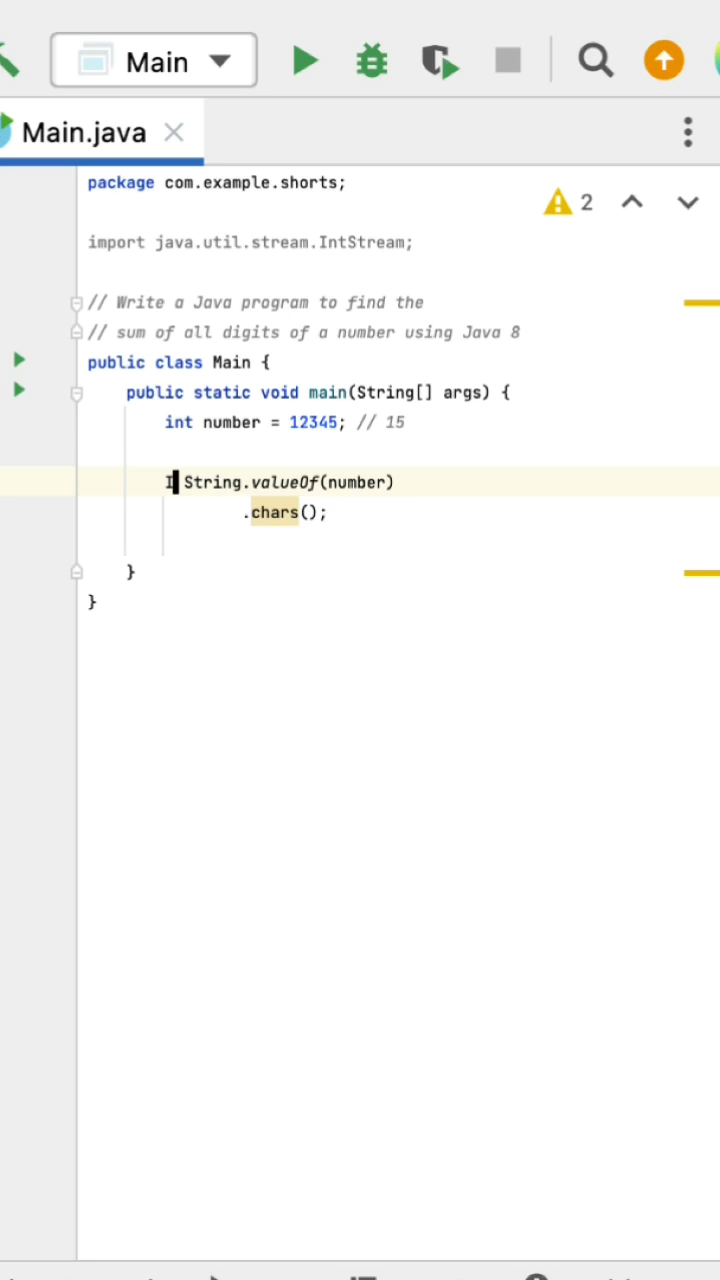 Main
Main.java
package com.example.shorts;
2
import java.util.stream.IntStream;
// Write a Java program to find the
// sum of all digits of a number using Java 8
public class Main {
public static void main(String[] args) {
int number = 12345; // 15
I String.valueOf(number)
.chars();
}
}